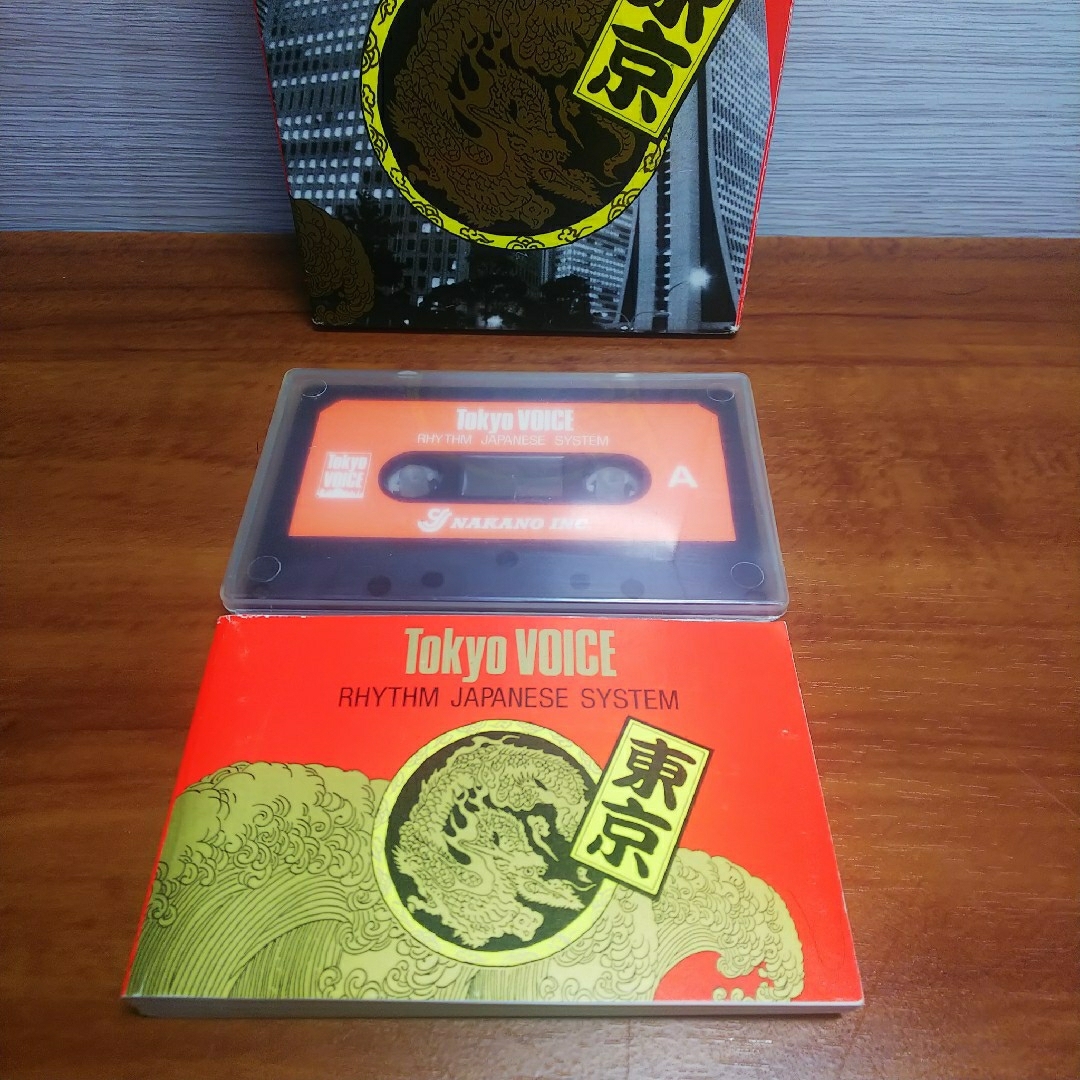 東京
Tokyo VOICE
RHYTHM JAPANESE SYSTEM
Tokyo
VOICE
A
NAKANO INC.
Tokyo VOICE
RHYTHM JAPANESE SYSTEM
東京